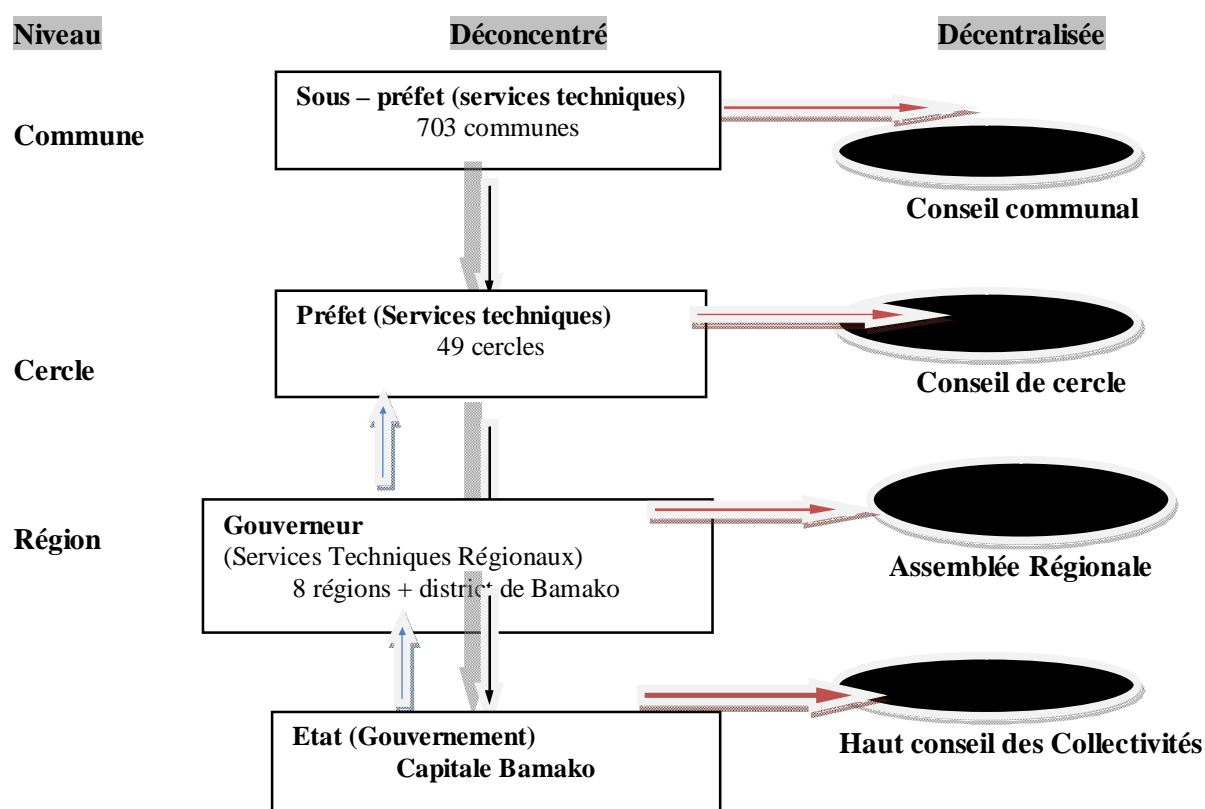 Niveau Déconcentré Décentralisée
Sous – préfet (services techniques)
703 communes
Commune
Conseil communal
Préfet (Services techniques)
49 cercles
Cercle
Conseil de cercle
Gouverneur
(Services Techniques Régionaux)
8 régions + district de Bamako
Région
Assemblée Régionale
Etat (Gouvernement)
Capitale Bamako
Haut conseil des Collectivités